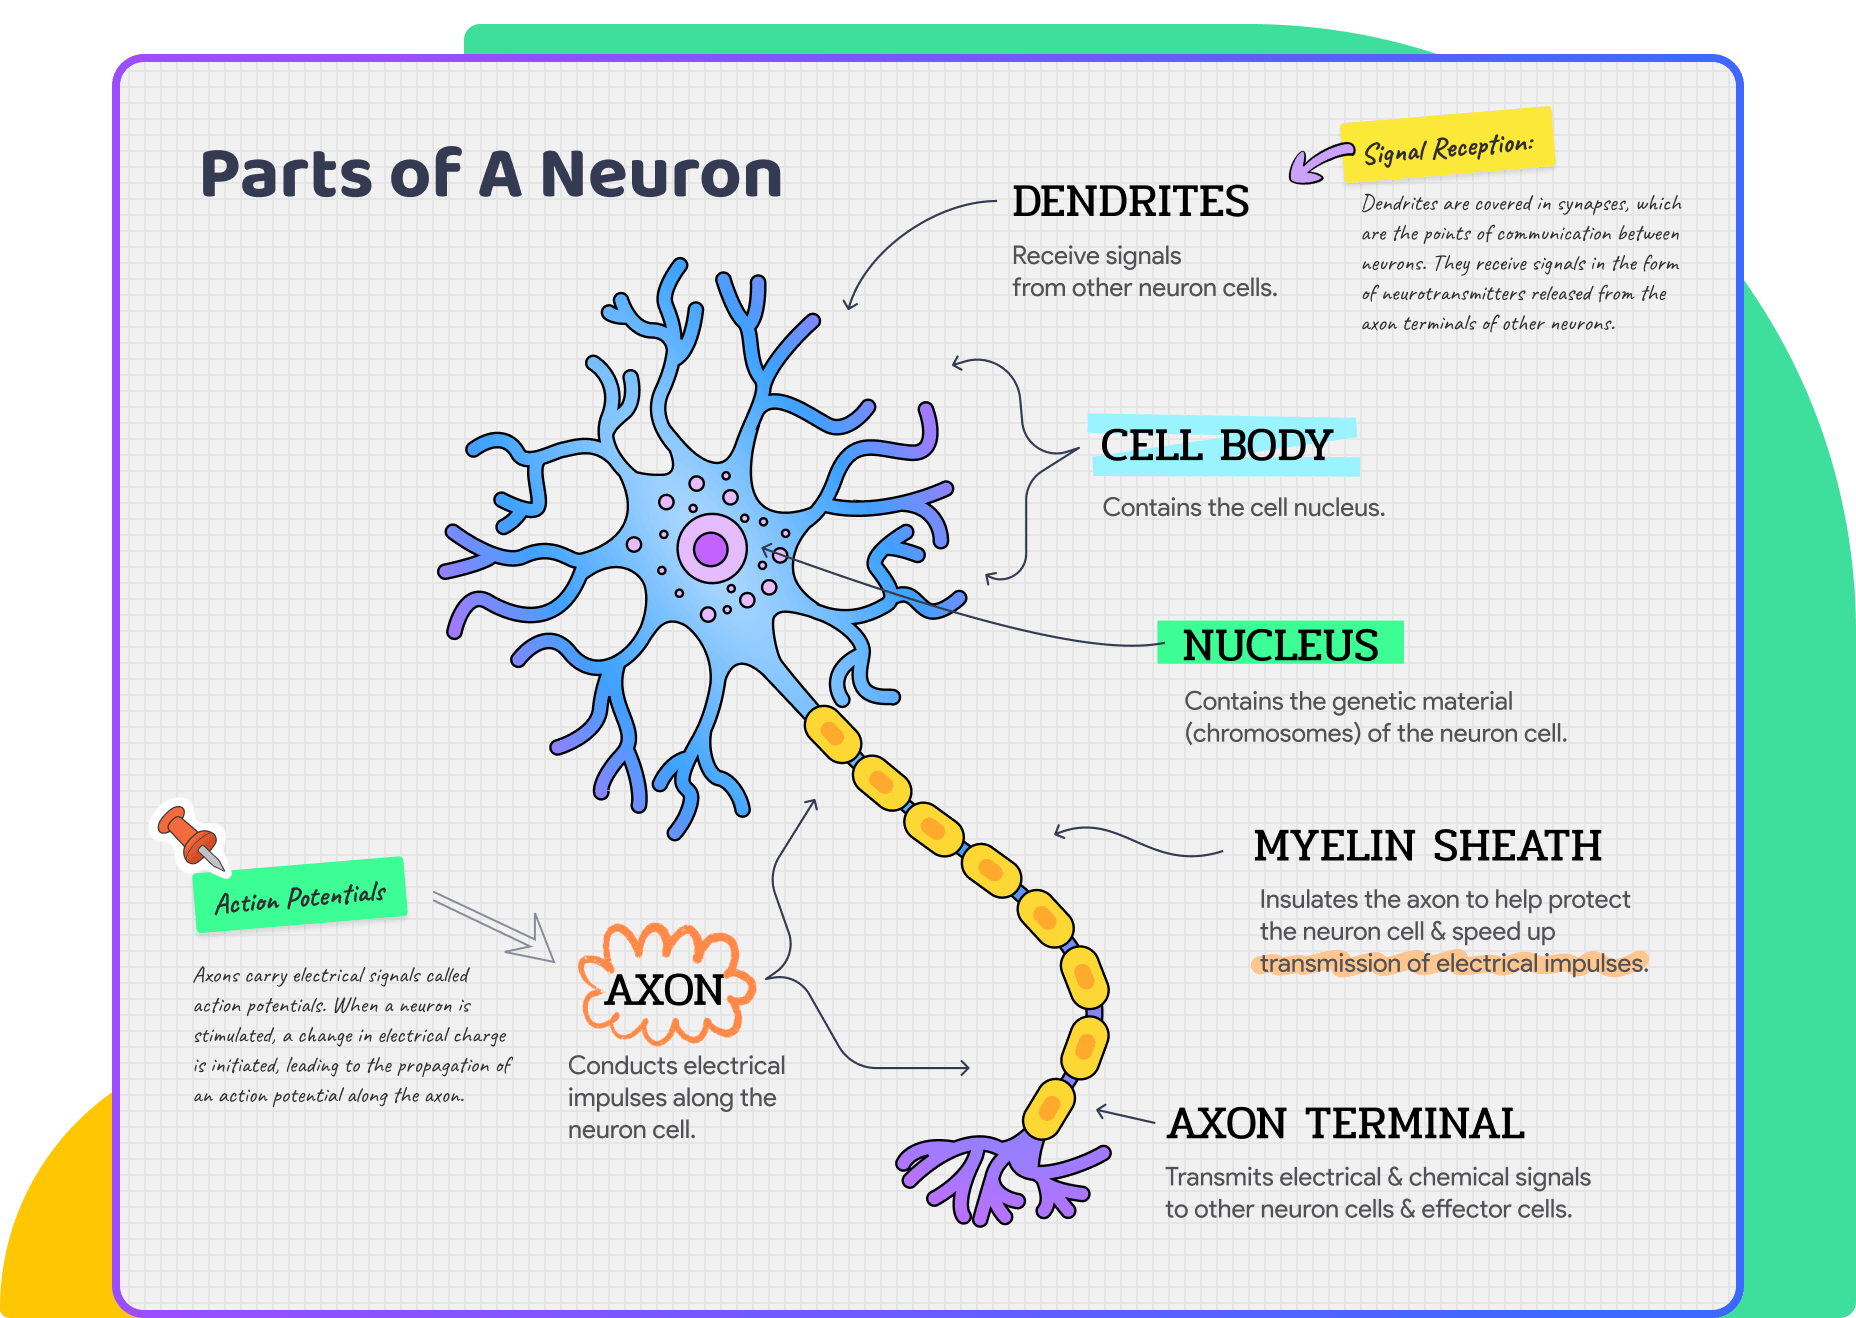 Parts of A Neuron
Signal Reception:
DENDRITES
Receive signals
from other neuron cells.
Dendrites are covered in synapses, which
are the points of communication between
neurons. They receive signals in the form
of neurotransmitters released from the
axon terminals of other neurons.
CELL BODY
Contains the cell nucleus.
NUCLEUS
Contains the genetic material
(chromosomes) of the neuron cell.
MYELIN SHEATH
Insulates the axon to help protect
the neuron cell & speed up
transmission of electrical impulses.
Action Potentials
Axons carry electrical signals called
action potentials. When a neuron is
stimulated, a change in electrical charge
is initiated, leading to the propagation of
an action potential along the axon.
AXON
Conducts electrical
impulses along the
neuron cell.
AXON TERMINAL
Transmits electrical & chemical signals
to other neuron cells & effector cells.